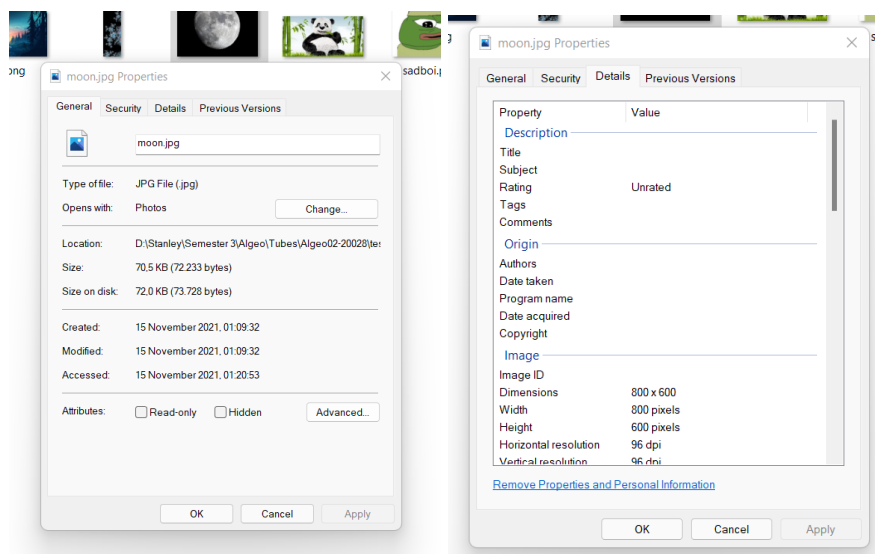 ong
sadboi.p
moon.jpg Properties
General Security Details Previous Versions
moon.jpg
Type of file: JPG File (.jpg)
Opens with: Photos Change...
Location: D:\Stanley\Semester 3\Algeo\Tubes\Algeo02-20028\tes
Size: 70,5 KB (72.233 bytes)
Size on disk: 72,0 KB (73.728 bytes)
Created: 15 November 2021, 01:09:32
Modified: 15 November 2021, 01:09:32
Accessed: 15 November 2021, 01:20:53
Attributes: Read-only Hidden Advanced...
OK Cancel Apply
moon.jpg Properties
General Security Details Previous Versions
Property Value
Description
Title
Subject
Rating Unrated
Tags
Comments
Origin
Authors
Date taken
Program name
Date acquired
Copyright
Image
Image ID
Dimensions 800 x 600
Width 800 pixels
Height 600 pixels
Horizontal resolution 96 dpi
Vertical resolution 96 dpi
Remove Properties and Personal Information
OK Cancel Apply